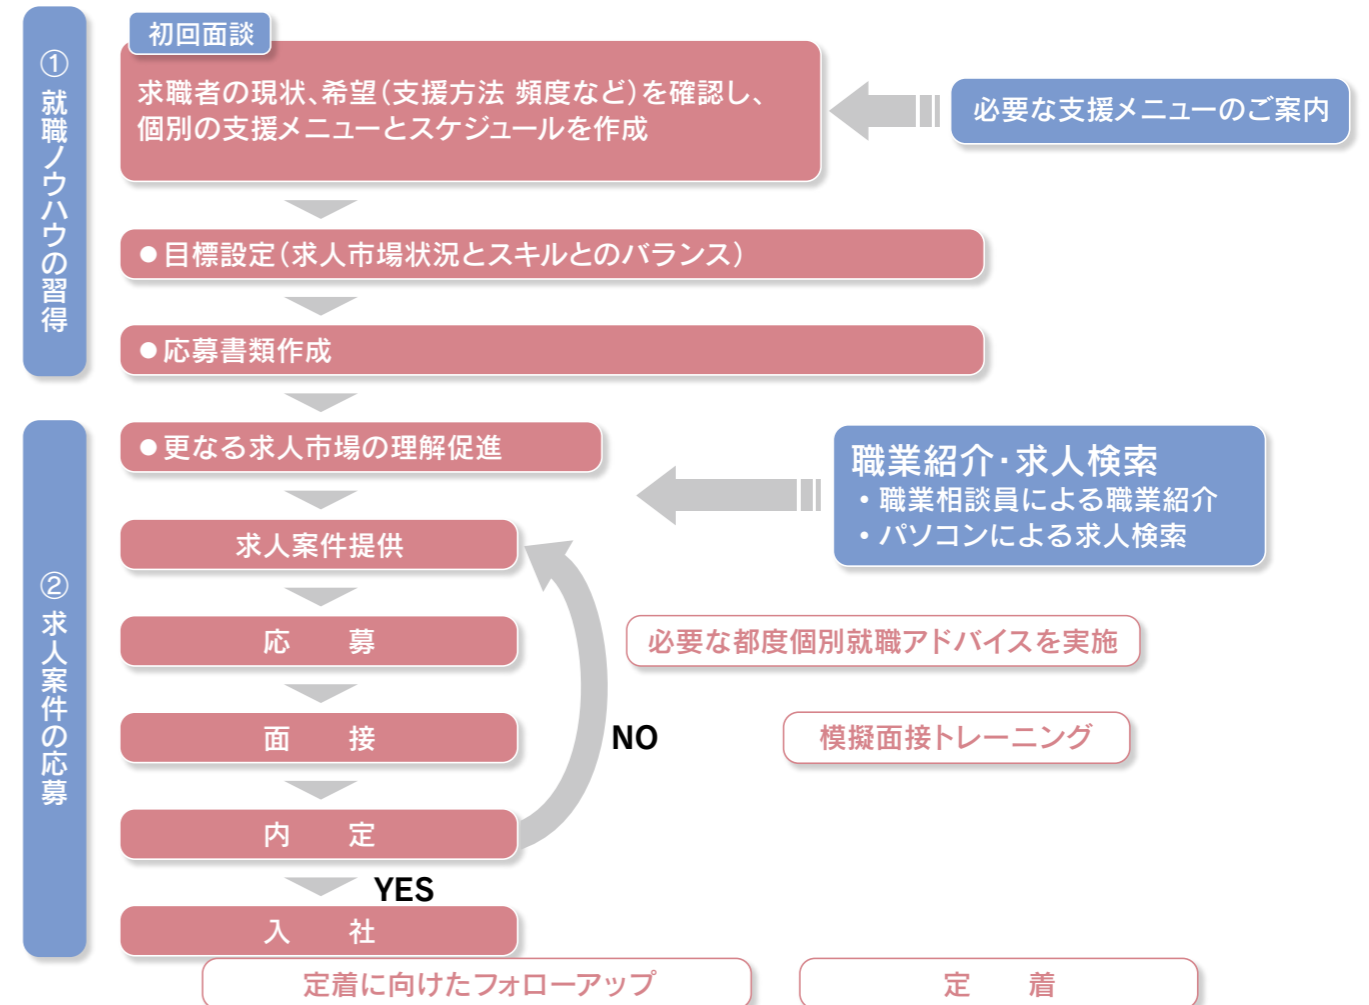 ① 就職ノウハウの習得
初回面談
求職者の現状、希望（支援方法 頻度など）を確認し、
個別の支援メニューとスケジュールを作成
必要な支援メニューのご案内
●目標設定（求人市場状況とスキルとのバランス）
●応募書類作成
② 求人案件の応募
●更なる求人市場の理解促進
職業紹介・求人検索
・職業相談員による職業紹介
・パソコンによる求人検索
求人案件提供
応　募
必要な都度個別就職アドバイスを実施
面　接
NO
模擬面接トレーニング
内　定
YES
入　社
定着に向けたフォローアップ
定　着